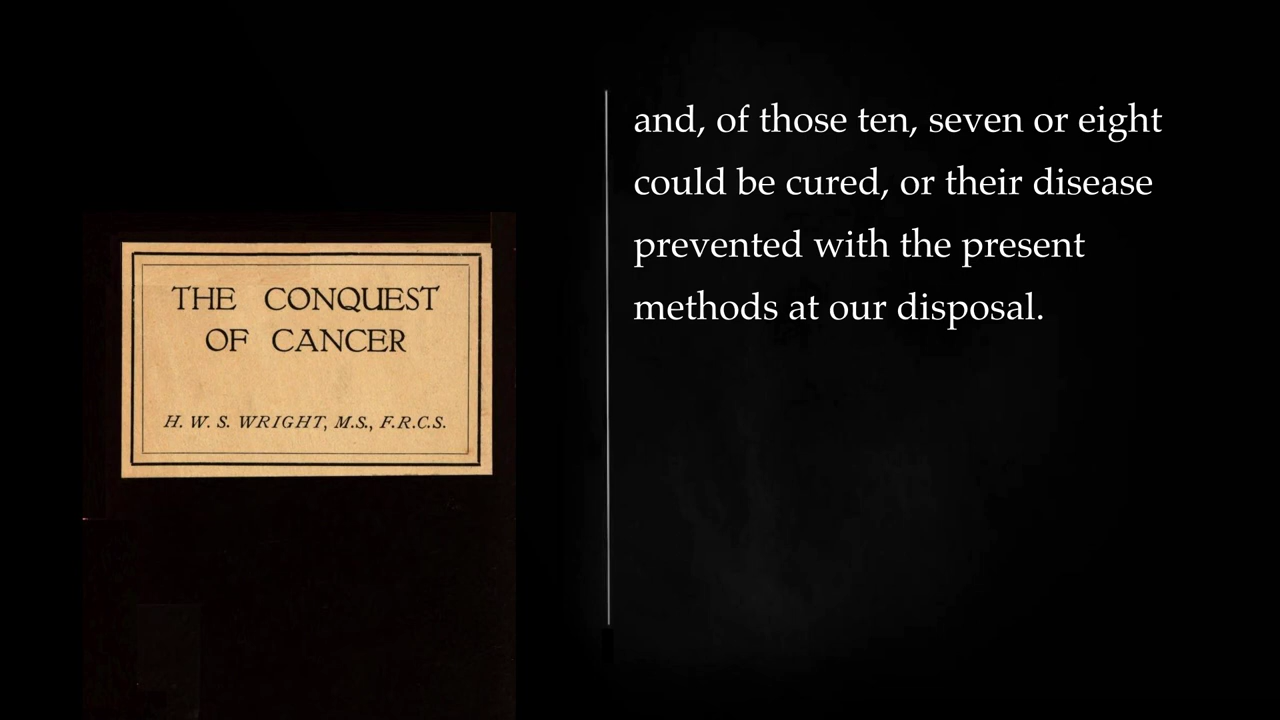 THE CONQUEST
OF CANCER
H. W. S. WRIGHT, M.S., F.R.C.S.
and, of those ten, seven or eight
could be cured, or their disease
prevented with the present
methods at our disposal.